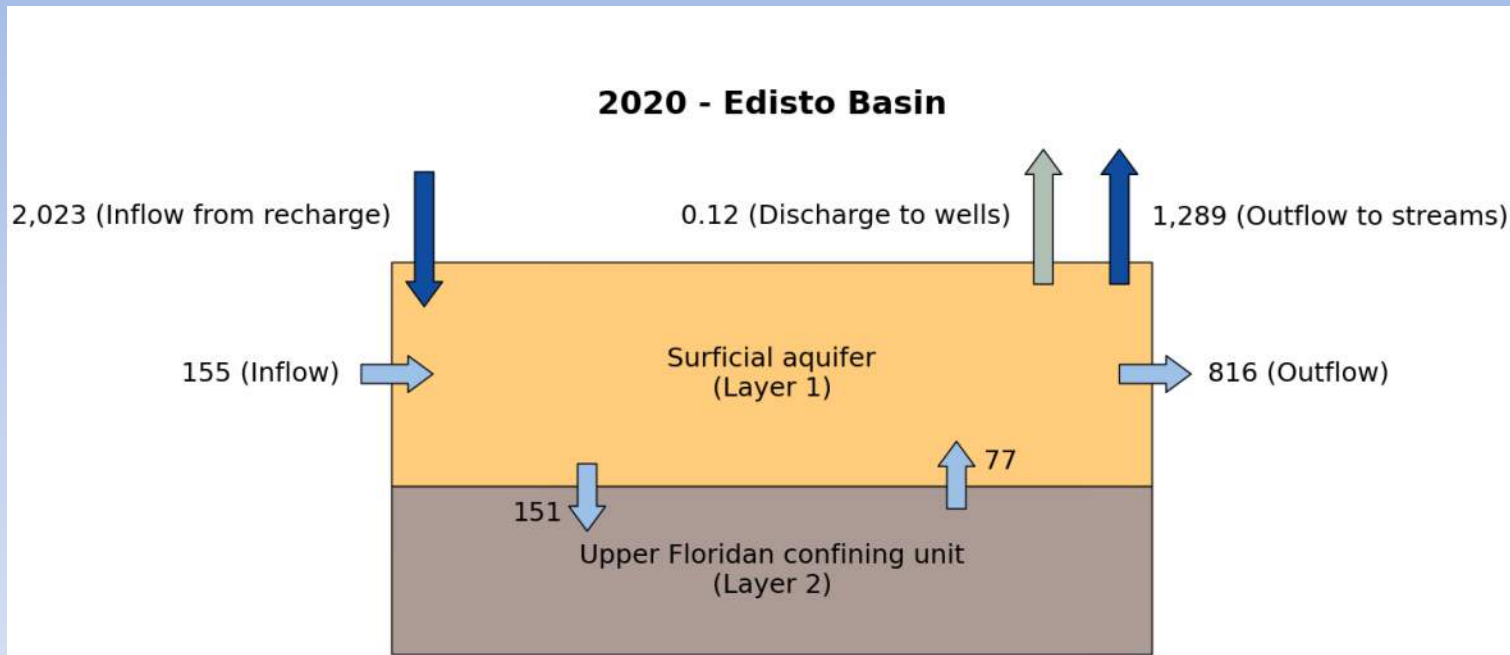 2020 - Edisto Basin
2,023 (Inflow from recharge)
0.12 (Discharge to wells)
1,289 (Outflow to streams)
155 (Inflow)
Surficial aquifer
(Layer 1)
816 (Outflow)
77
151
Upper Floridan confining unit
(Layer 2)